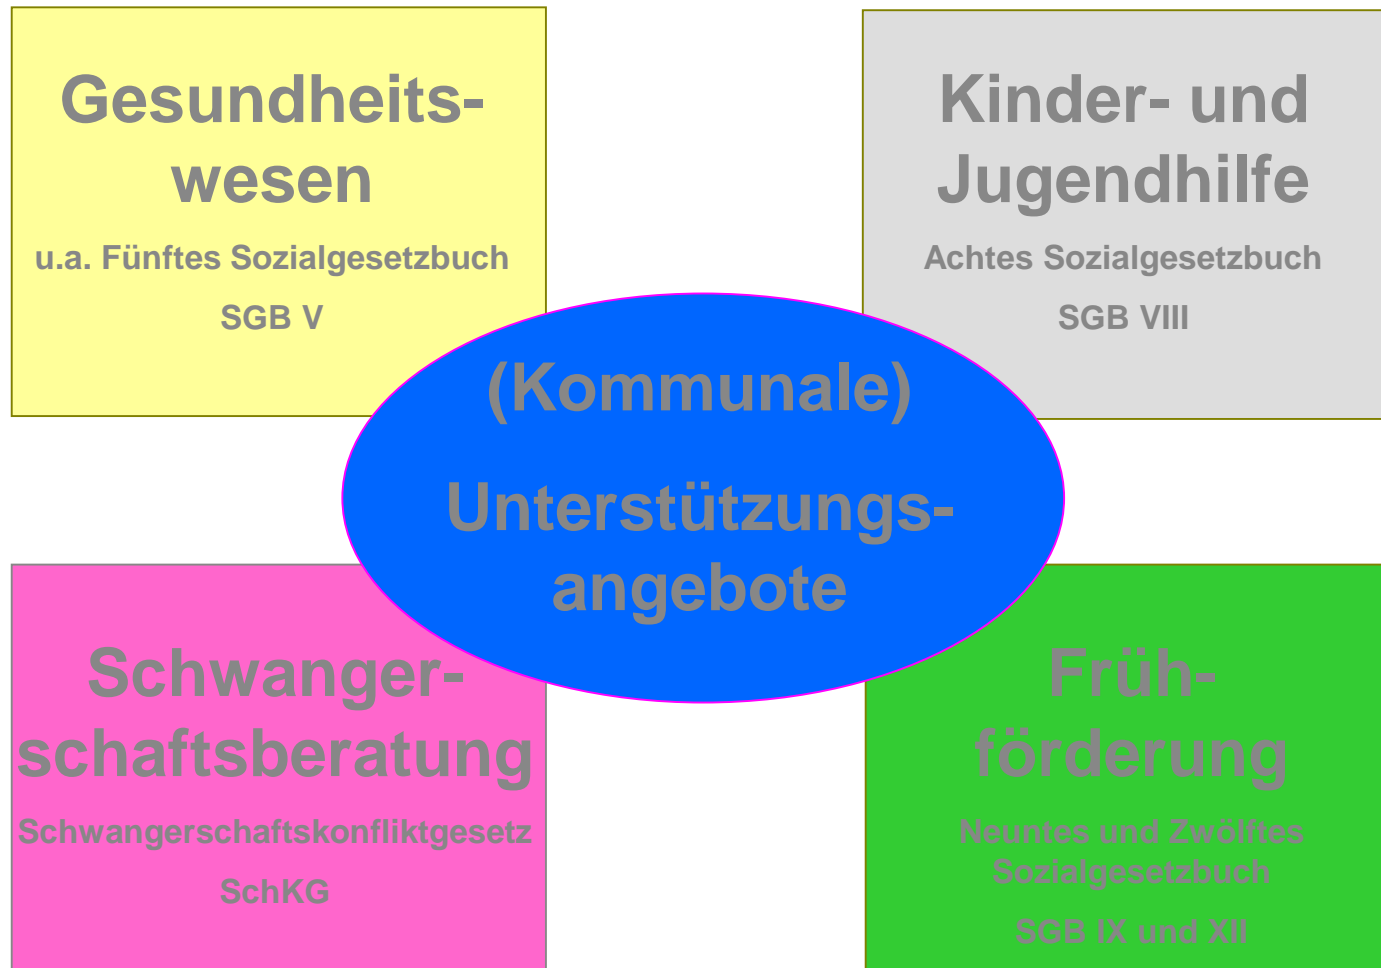 Gesundheits-
wesen
u.a. Fünftes Sozialgesetzbuch
SGB V
Kinder- und
Jugendhilfe
Achtes Sozialgesetzbuch
SGB VIII
(Kommunale)
Unterstützungs-
angebote
Schwanger-
schaftsberatung
Schwangerschaftskonfliktgesetz
SchKG
Früh-
förderung
Neuntes und Zwölftes
Sozialgesetzbuch
SGB IX und XII